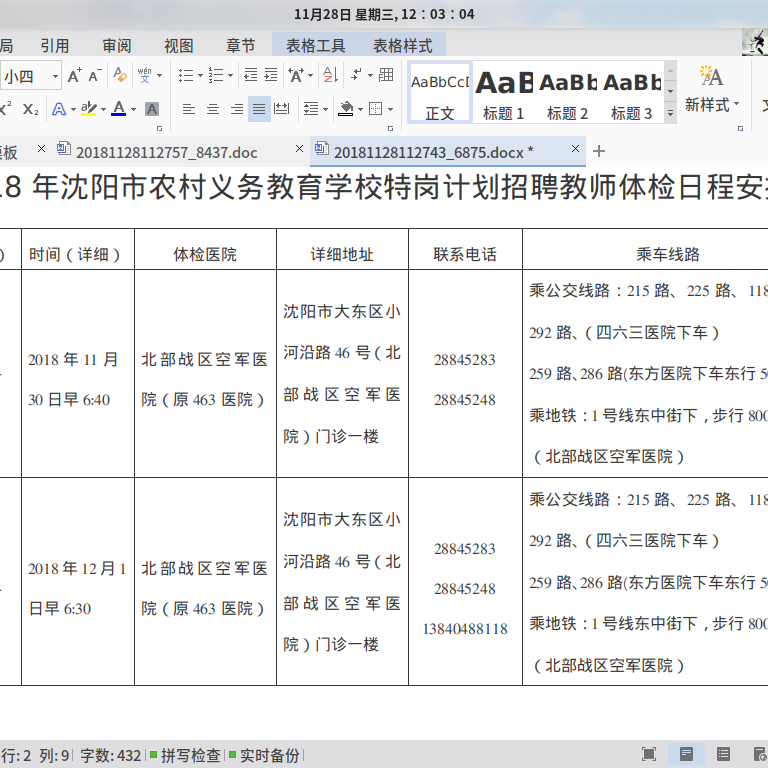 11月28日 星期三, 12：03：04
局 引用 审阅 视图 章节 表格工具 表格样式
小四
AaBbCcD AaB AaBb AaBb
正文 标题 1 标题 2 标题 3 新样式
模板 20181128112757_8437.doc 20181128112743_6875.docx *
18 年沈阳市农村义务教育学校特岗计划招聘教师体检日程安
时间（详细） 体检医院 详细地址 联系电话 乘车线路
2018 年 11 月
30 日早 6:40
北部战区空军医
院（原 463 医院）
沈阳市大东区小
河沿路 46 号（北
部战区空军医
院）门诊一楼
28845283
28845248
乘公交线路：215 路、 225 路、 118
292 路、（四六三医院下车）
259 路、286 路(东方医院下车东行 50
乘地铁：1 号线东中街下，步行 800
（北部战区空军医院）
2018 年 12 月 1
日早 6:30
北部战区空军医
院（原 463 医院）
沈阳市大东区小
河沿路 46 号（北
部战区空军医
院）门诊一楼
28845283
28845248
13840488118
乘公交线路：215 路、 225 路、 118
292 路、（四六三医院下车）
259 路、286 路(东方医院下车东行 50
乘地铁：1 号线东中街下，步行 800
（北部战区空军医院）
行: 2 列: 9 字数: 432 拼写检查 实时备份